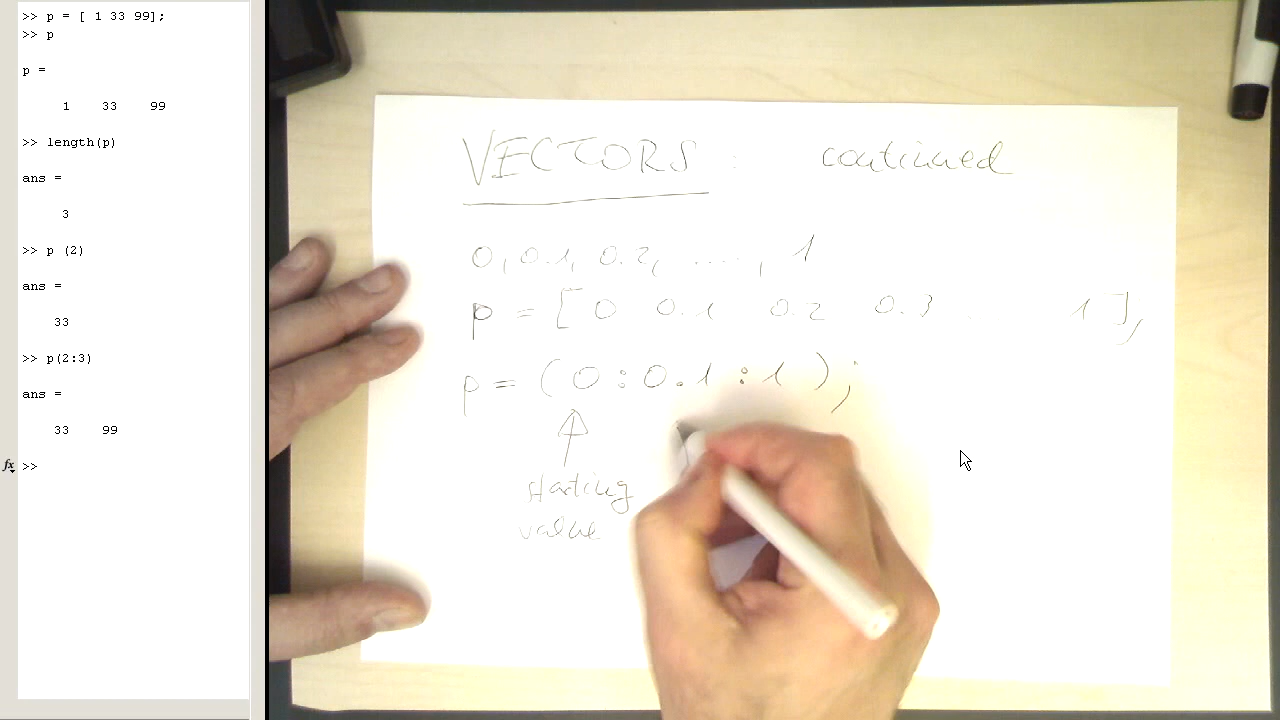 >> p = [ 1 33 99];
>> p
p =
1 33 99
>> length(p)
ans =
3
>> p (2)
ans =
33
>> p(2:3)
ans =
33 99
fx >>
VECTORS : continued
0, 0.1, 0.2, ...., 1
p = [ 0 0.1 0.2 0.3 . 1 ],
p = ( 0 : 0.1 : 1 ) ;
starting
value